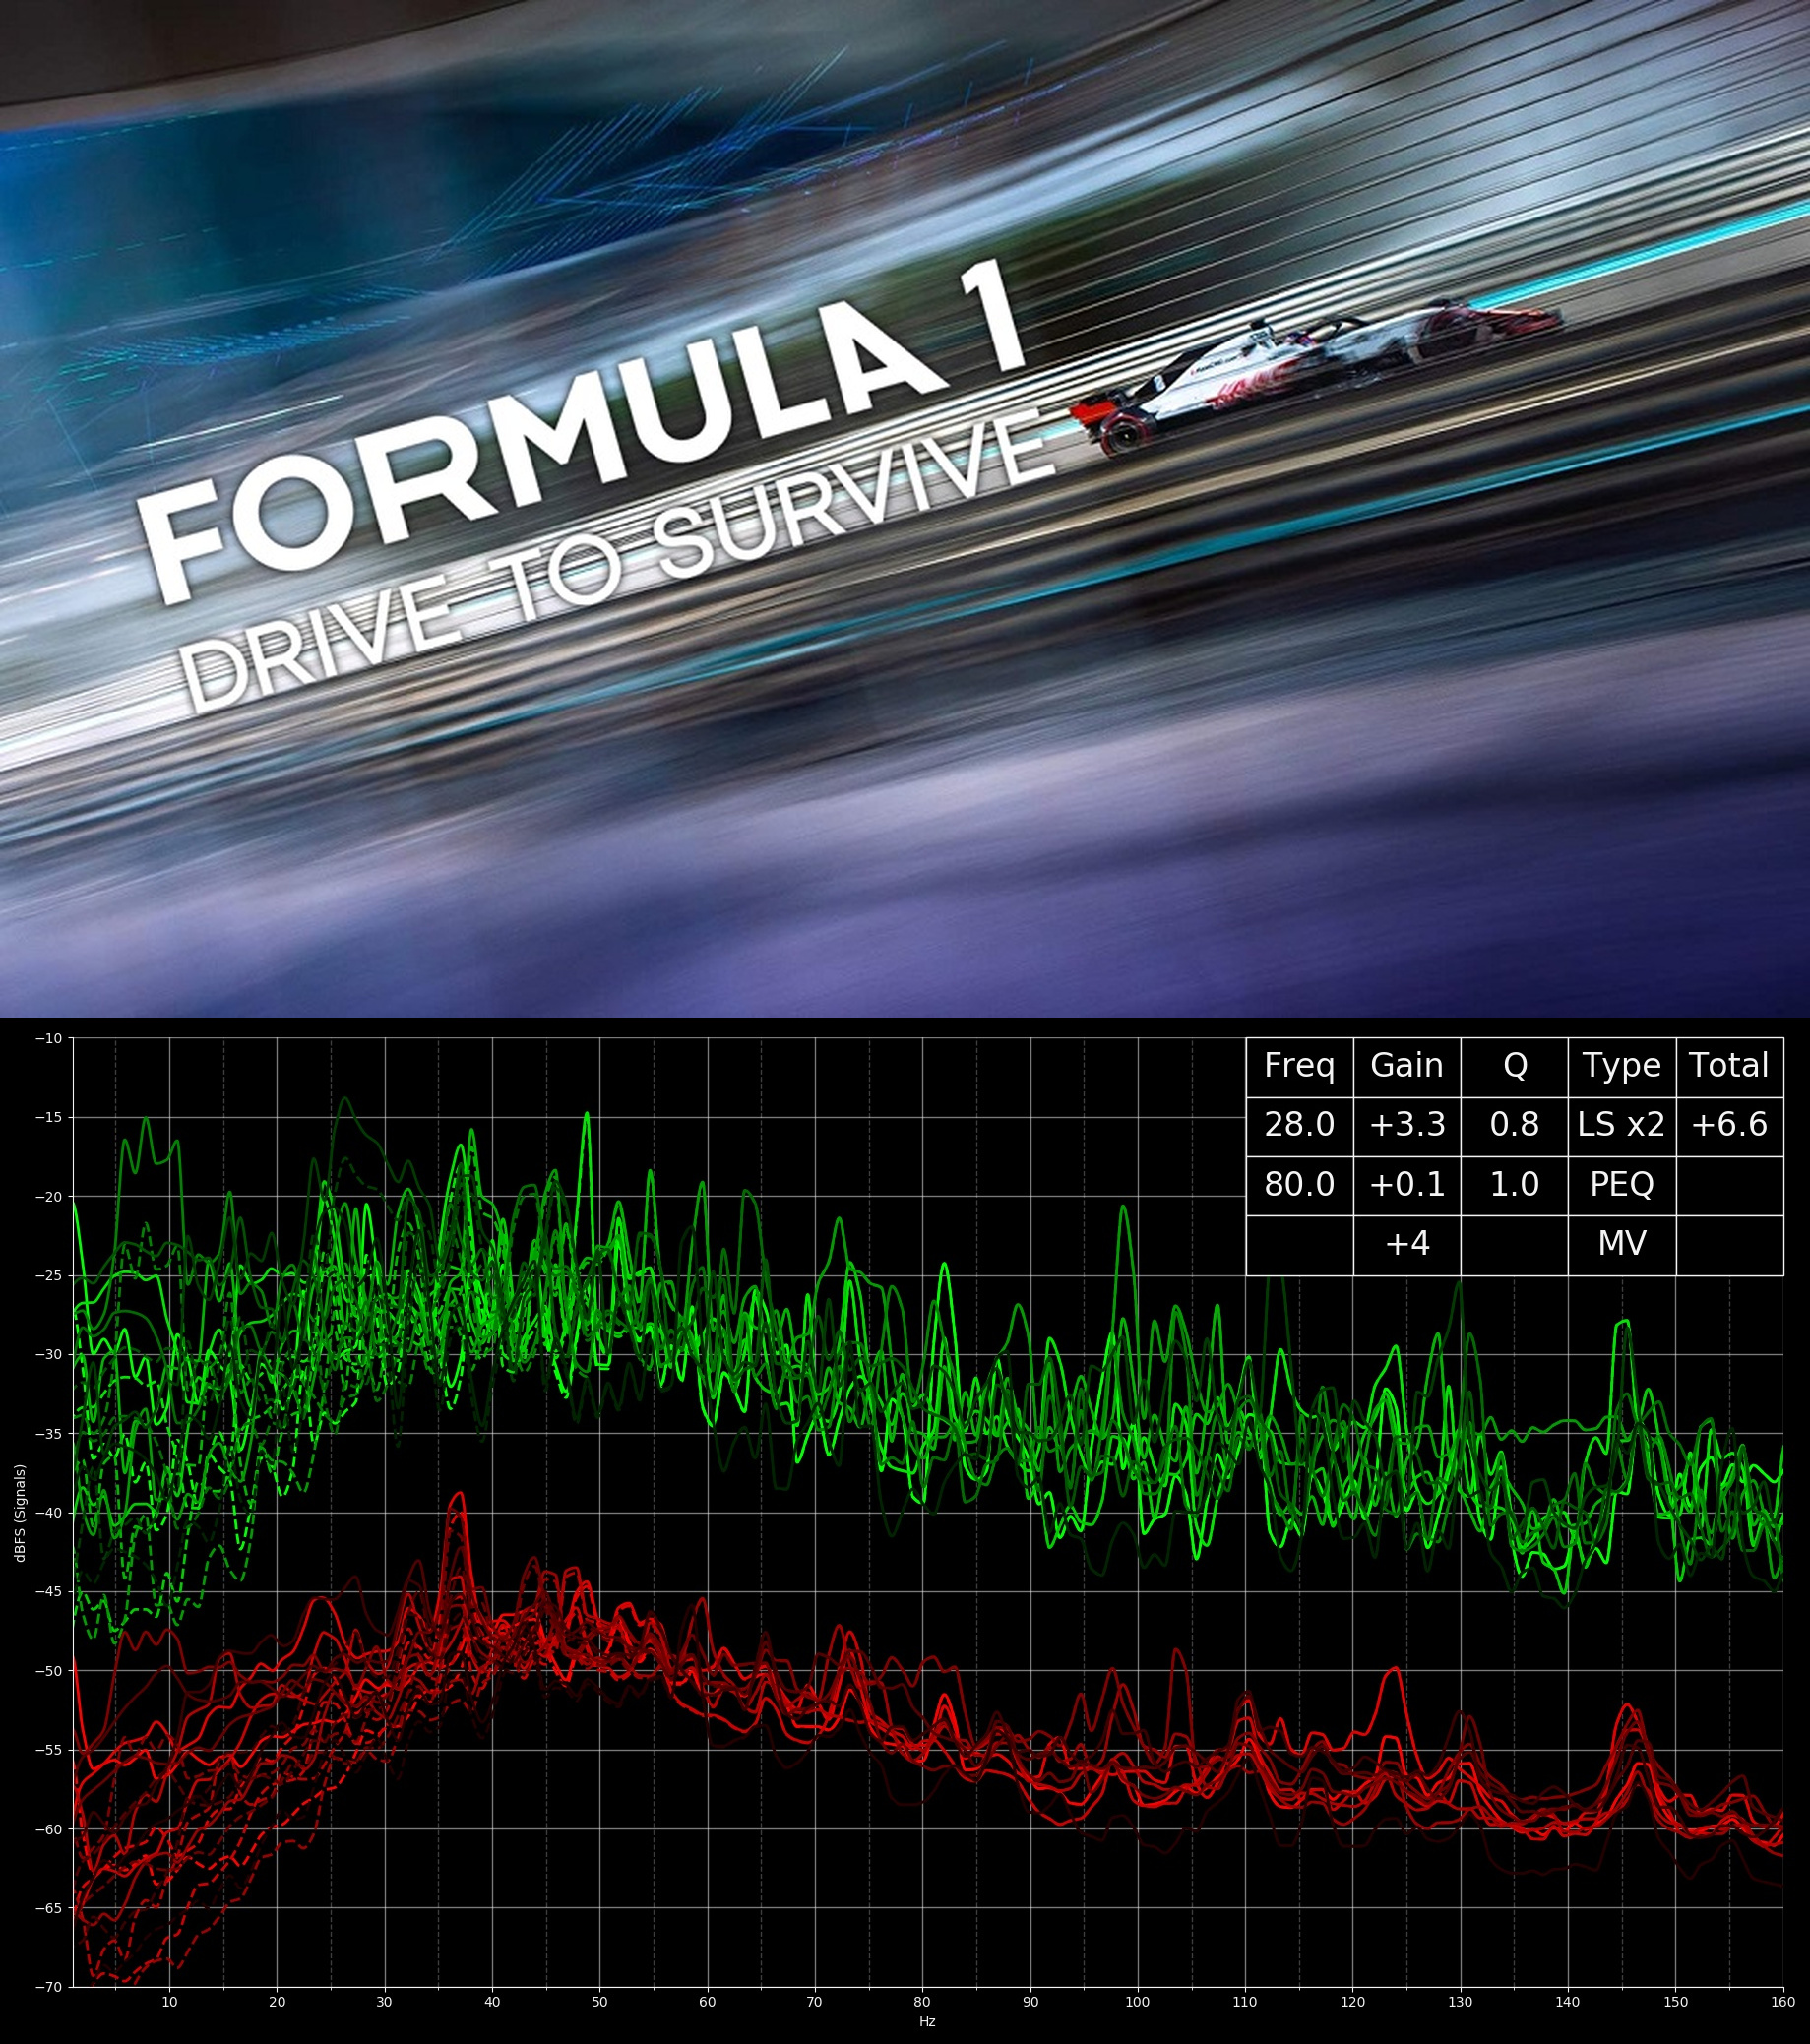 FORMULA 1
DRIVE TO SURVIVE
HAAS
Freq Gain Q Type Total
28.0 +3.3 0.8 LS x2 +6.6
80.0 +0.1 1.0 PEQ
+4 MV
−10
−15
−20
−25
−30
−35
−40
−45
−50
−55
−60
−65
−70
dBFS (Signals)
10 20 30 40 50 60 70 80 90 100 110 120 130 140 150 160
Hz